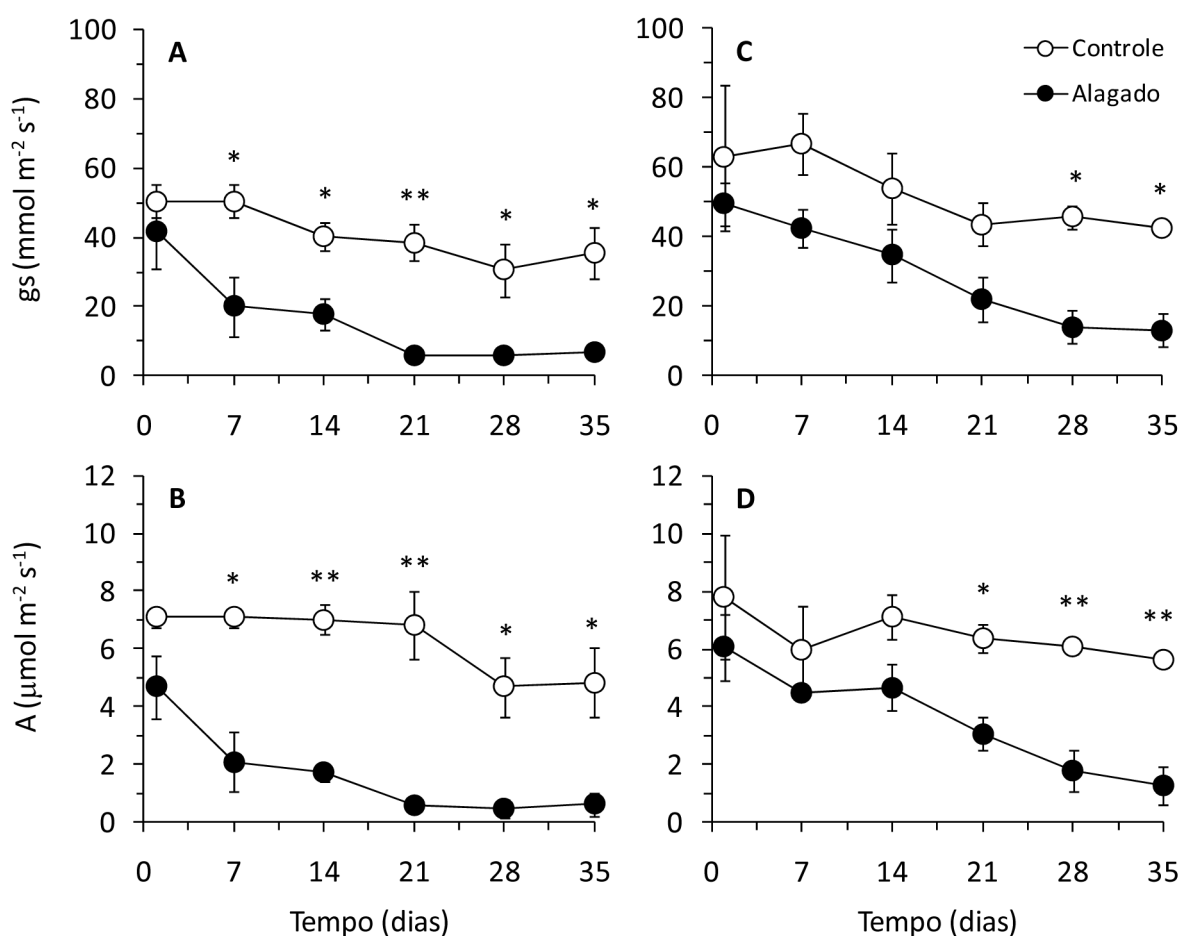 A
100
80
60
40
20
0
gs (mmol m-2 s-1)
* * ** * *
0 7 14 21 28 35
C
Controle
Alagado
100
80
60
40
20
0
* *
0 7 14 21 28 35
B
12
10
8
6
4
2
0
A (µmol m-2 s-1)
* ** ** * *
0 7 14 21 28 35
Tempo (dias)
D
12
10
8
6
4
2
0
* ** **
0 7 14 21 28 35
Tempo (dias)